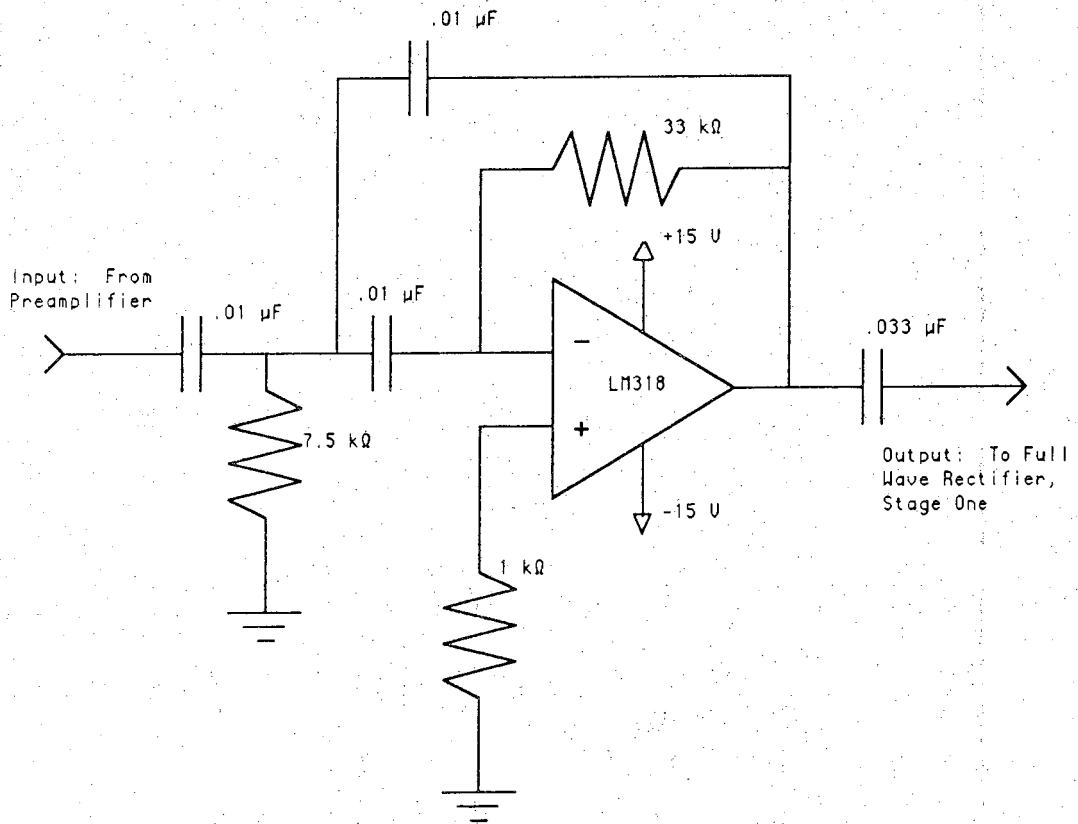 .01 µF
33 kΩ
+15 V
Input: From
Preamplifier
.01 µF
.01 µF
.033 µF
−
LM318
+
7.5 kΩ
Output: To Full
Wave Rectifier,
Stage One
-15 V
1 kΩ